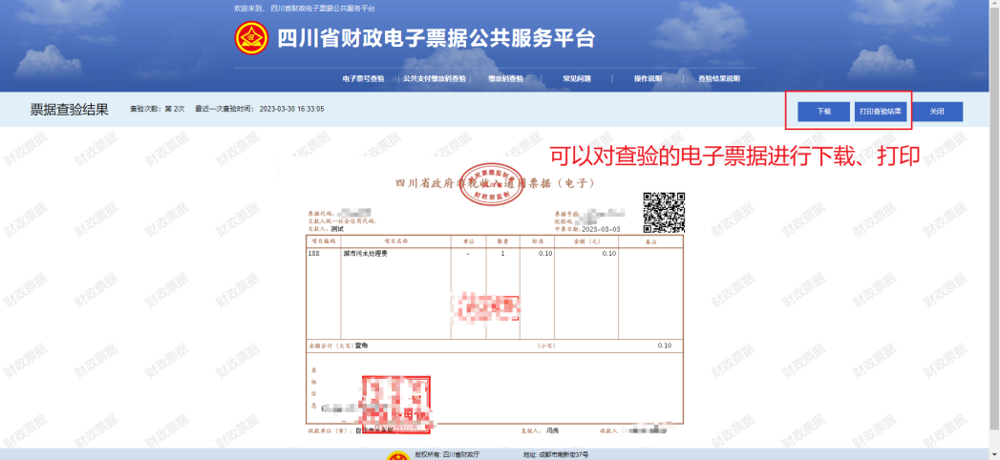 欢迎来到, 四川省财政电子票据公共服务平台
四川省财政电子票据公共服务平台
电子票号查验 公共支付缴款码查验 缴款码查验 常见问题 操作说明 查验结果说明
票据查验结果 查验次数: 第 2次 最近一次查验时间: 2023-03-30 16:33:05 下载 打印查验结果 关闭
可以对查验的电子票据进行下载、打印
四川省政府非税收入通用票据（电子）
票据代码: 票据号码:
交款人统一社会信用代码: 校验码:
交款人: 测试 开票日期: 2023-03-03
项目编码 项目名称 单位 数量 标准 金额（元） 备注
188 城市污水处理费 - 1 0.10 0.10
金额合计（大写）壹角 （小写） 0.10
其
他
信
息
收款单位（章）: 复核人: 冯秀 收款人
版权所有: 四川省财政厅 地址: 成都市南新街37号